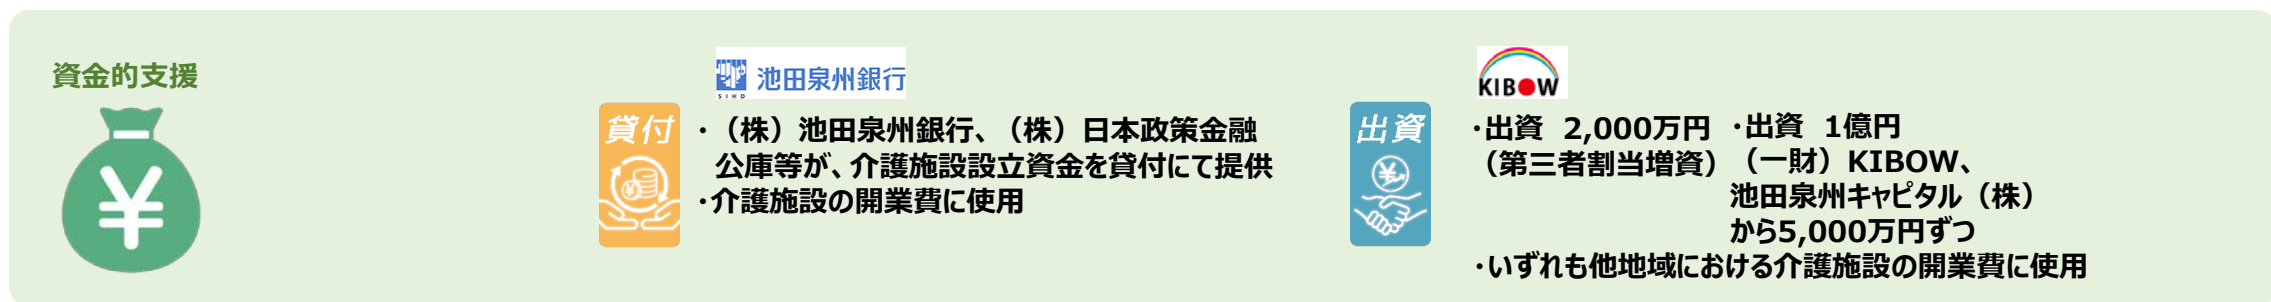 資金的支援
¥
SIHD
池田泉州銀行
貸付
・（株）池田泉州銀行、（株）日本政策金融
公庫等が、介護施設設立資金を貸付にて提供
・介護施設の開業費に使用
KIBOW
出資
・出資 2,000万円
（第三者割当増資）
・出資 1億円
（一財）KIBOW、
池田泉州キャピタル（株）
から5,000万円ずつ
・いずれも他地域における介護施設の開業費に使用